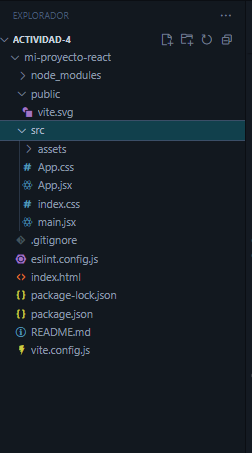 EXPLORADOR
ACTIVIDAD-4
mi-proyecto-react
node_modules
public
vite.svg
src
assets
App.css
App.jsx
index.css
main.jsx
.gitignore
eslint.config.js
index.html
package-lock.json
package.json
README.md
vite.config.js